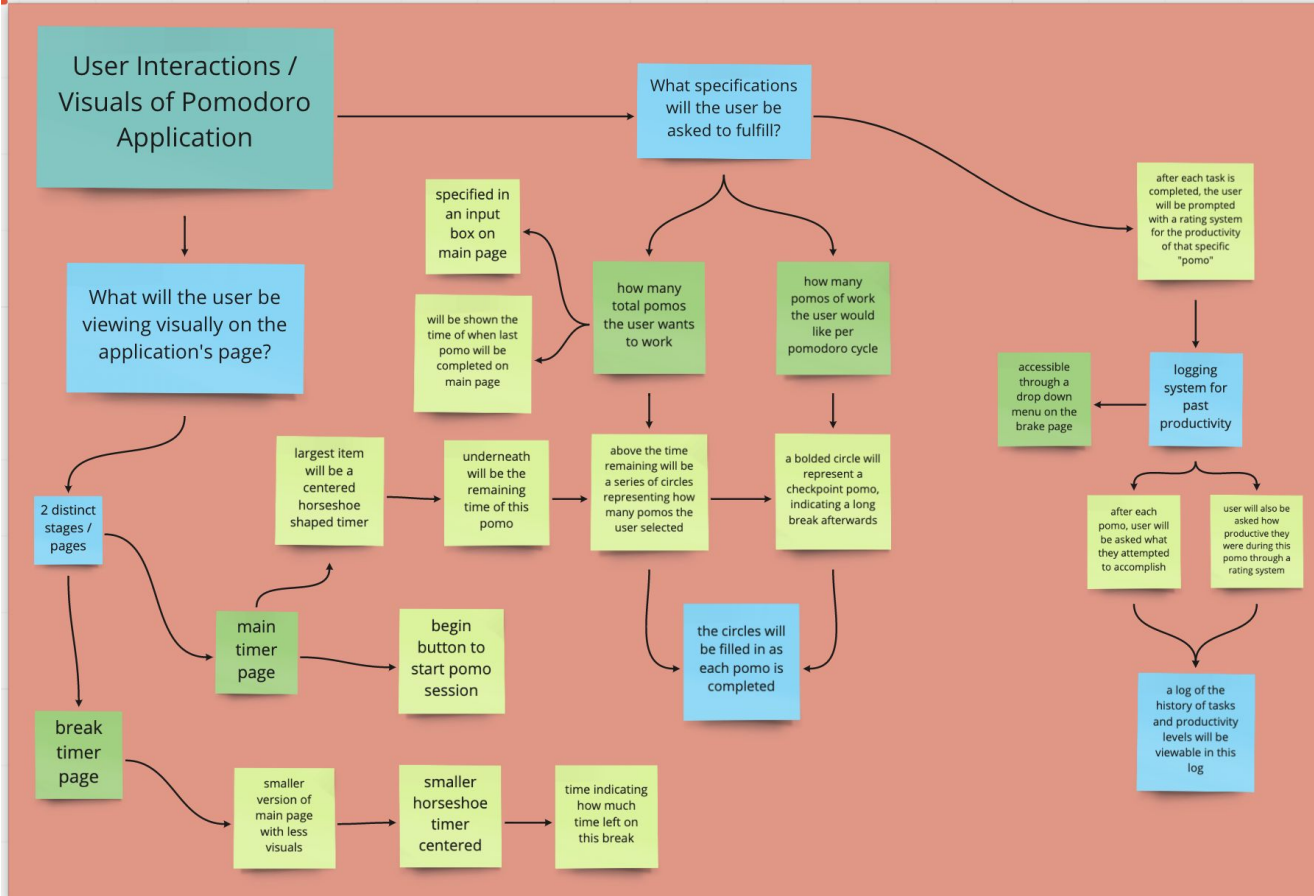 User Interactions /
Visuals of Pomodoro
Application
What specifications
will the user be
asked to fulfill?
after each task is
completed, the user
will be prompted
with a rating system
for the productivity
of that specific
"pomo"
specified in
an input
box on
main page
What will the user be
viewing visually on the
application's page?
how many
total pomos
the user wants
to work
how many
pomos of work
the user would
like per
pomodoro cycle
will be shown the
time of when last
pomo will be
completed on
main page
accessible
through a
drop down
menu on the
brake page
logging
system for
past
productivity
largest item
will be a
centered
horseshoe
shaped timer
underneath
will be the
remaining
time of this
pomo
above the time
remaining will be
a series of circles
representing how
many pomos the
user selected
a bolded circle will
represent a
checkpoint pomo,
indicating a long
break afterwards
2 distinct
stages /
pages
after each
pomo, user will
be asked what
they attempted
to accomplish
user will also be
asked how
productive they
were during this
pomo through a
rating system
main
timer
page
begin
button to
start pomo
session
the circles will
be filled in as
each pomo is
completed
a log of the
history of tasks
and productivity
levels will be
viewable in this
log
break
timer
page
smaller
version of
main page
with less
visuals
smaller
horseshoe
timer
centered
time indicating
how much
time left on
this break